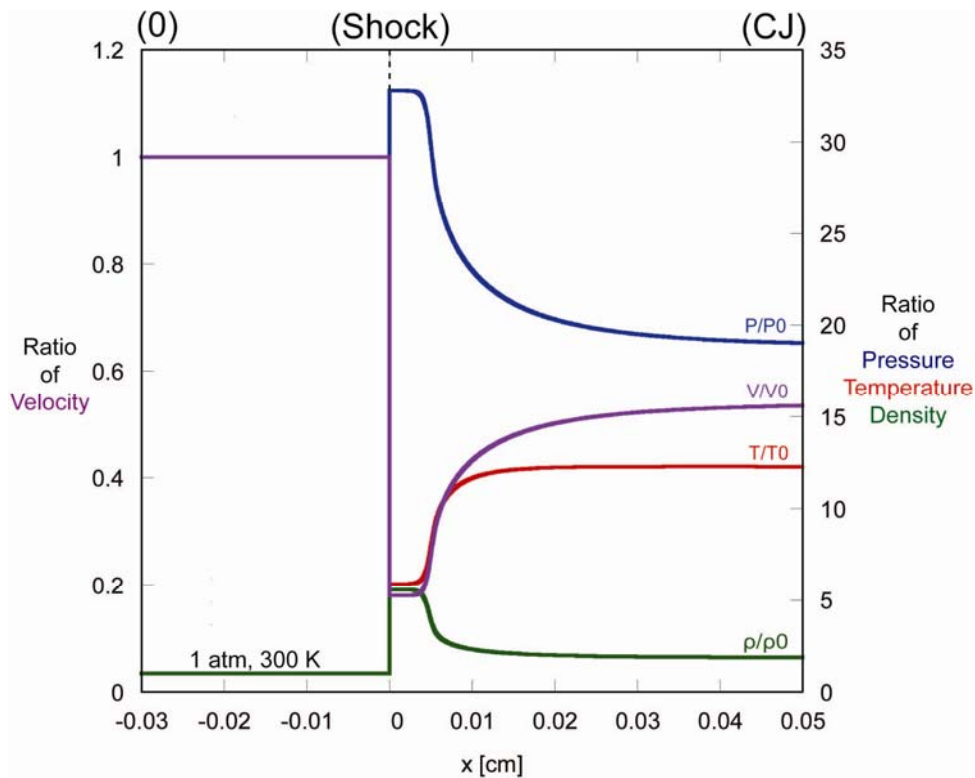 (0) (Shock) (CJ)
1.2 35
30
1
25
0.8
P/P0 20
Ratio of Velocity
Ratio of Pressure Temperature Density
0.6
V/V0 15
T/T0
0.4
10
0.2
5
ρ/ρ0
1 atm, 300 K
0 0
-0.03 -0.02 -0.01 0 0.01 0.02 0.03 0.04 0.05
x [cm]